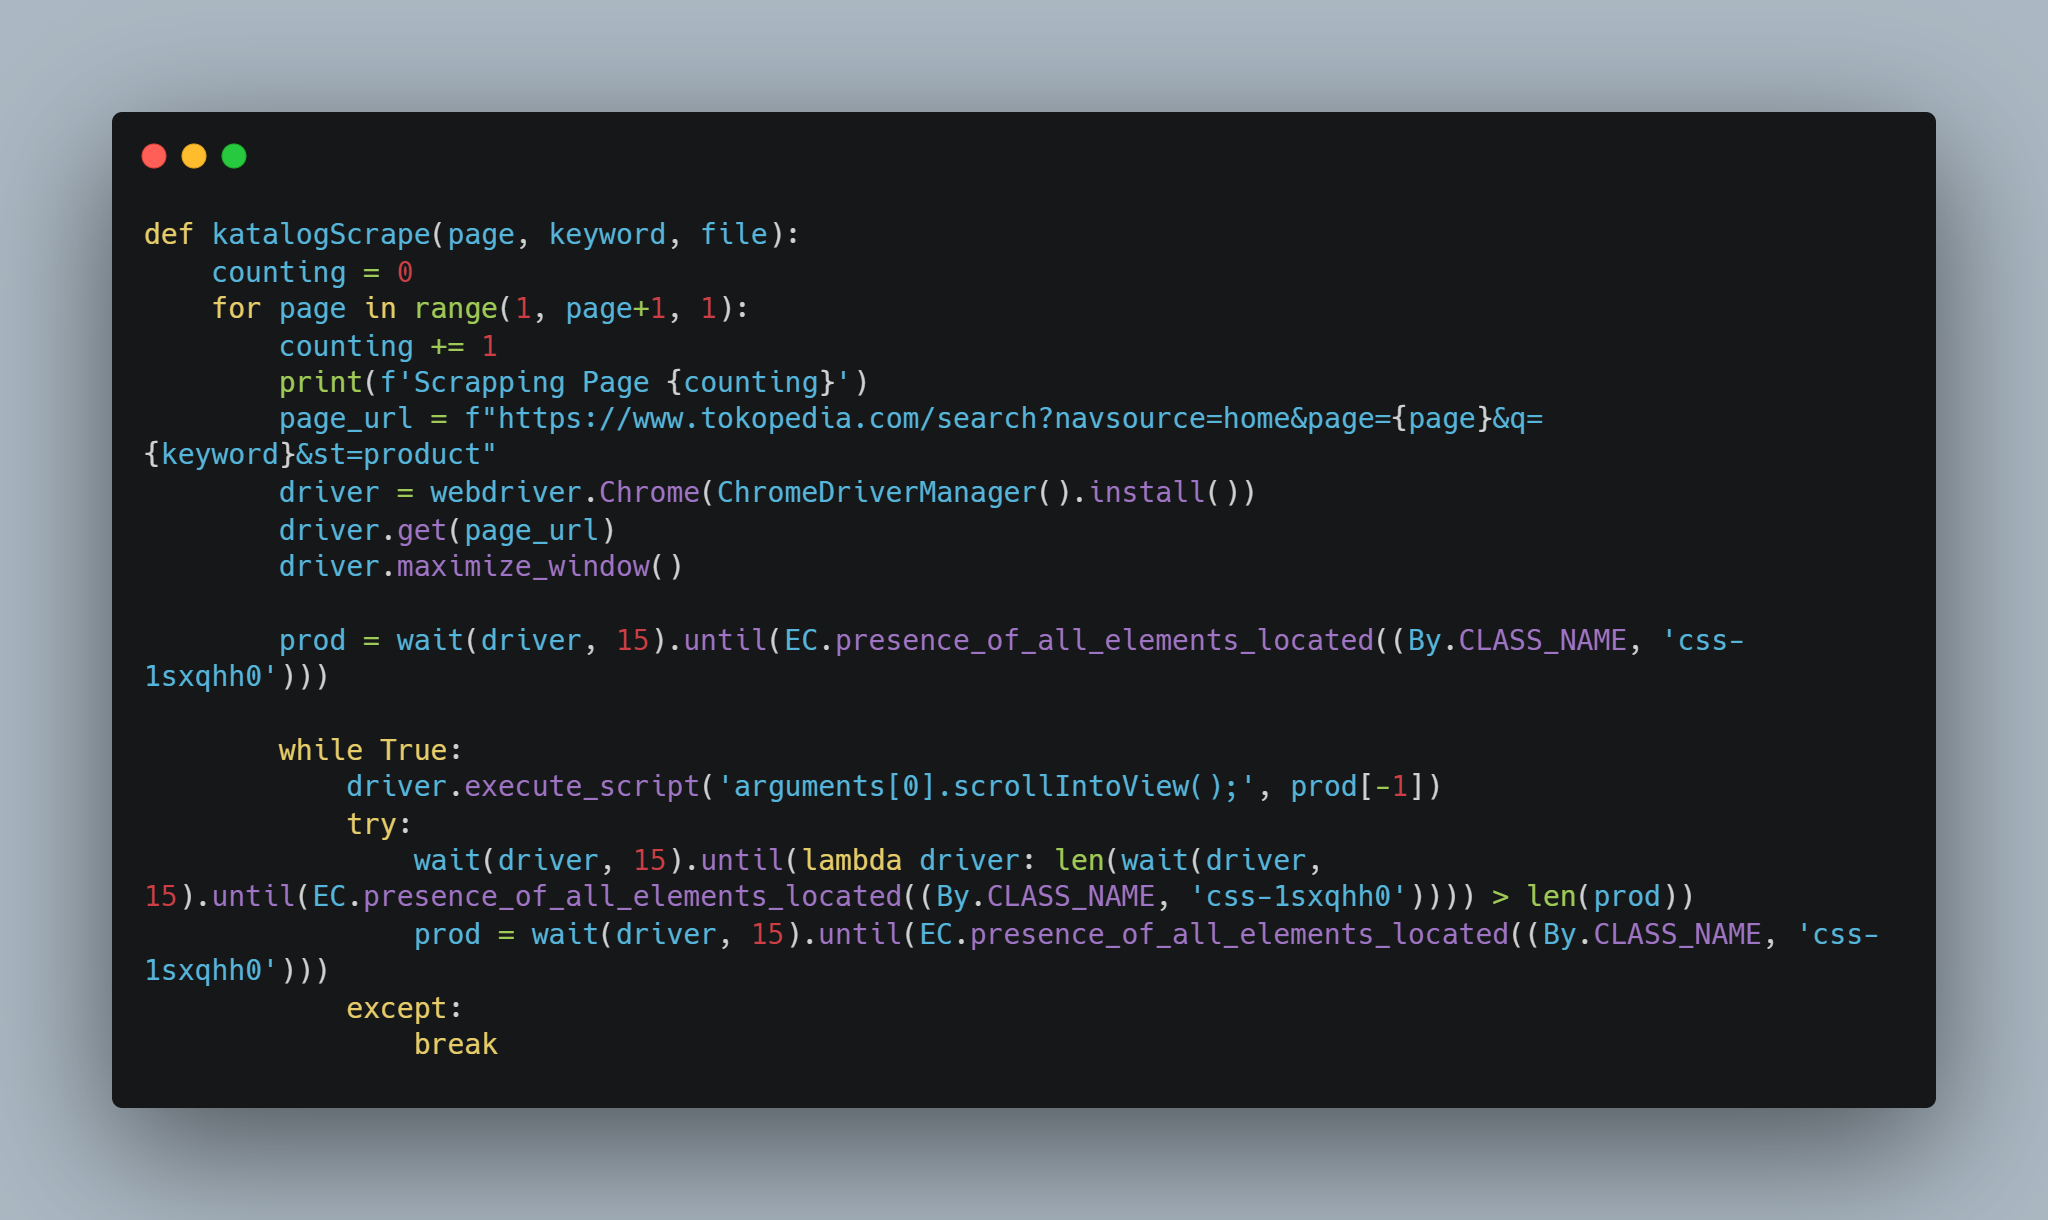 def katalogScrape(page, keyword, file):
    counting = 0
    for page in range(1, page+1, 1):
        counting += 1
        print(f'Scrapping Page {counting}')
        page_url = f"https://www.tokopedia.com/search?navsource=home&page={page}&q=
{keyword}&st=product"
        driver = webdriver.Chrome(ChromeDriverManager().install())
        driver.get(page_url)
        driver.maximize_window()

        prod = wait(driver, 15).until(EC.presence_of_all_elements_located((By.CLASS_NAME, 'css-
1sxqhh0')))

        while True:
            driver.execute_script('arguments[0].scrollIntoView();', prod[-1])
            try:
                wait(driver, 15).until(lambda driver: len(wait(driver,
15).until(EC.presence_of_all_elements_located((By.CLASS_NAME, 'css-1sxqhh0')))) > len(prod))
                prod = wait(driver, 15).until(EC.presence_of_all_elements_located((By.CLASS_NAME, 'css-
1sxqhh0')))
            except:
                break